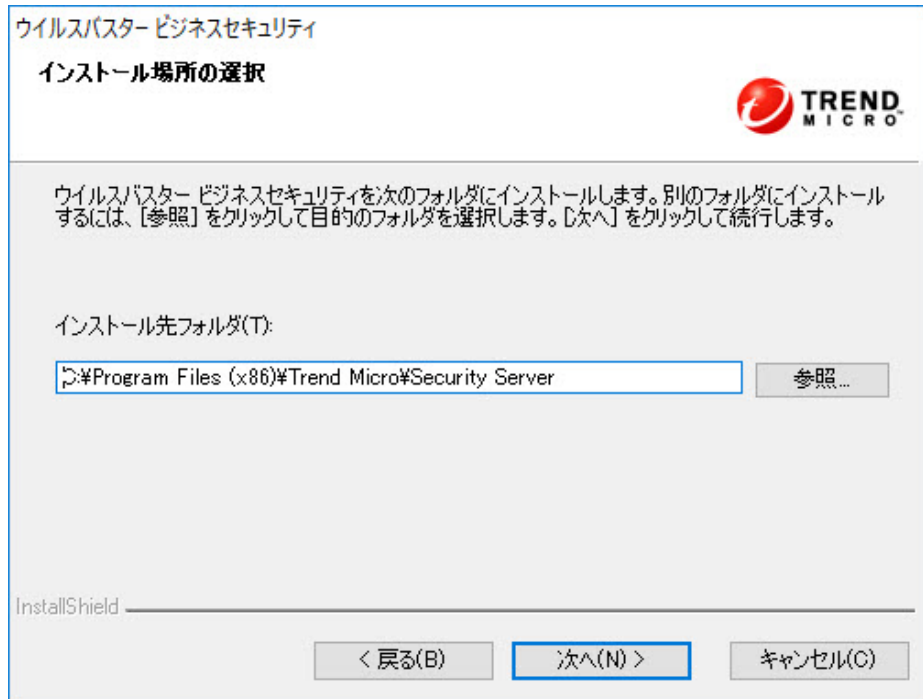 ウイルスバスター ビジネスセキュリティ
インストール場所の選択
TREND
MICRO
ウイルスバスター ビジネスセキュリティを次のフォルダにインストールします。別のフォルダにインストール
するには、[参照] をクリックして目的のフォルダを選択します。[次へ] をクリックして続行します。
インストール先フォルダ(T):
C:¥Program Files (x86)¥Trend Micro¥Security Server
参照...
InstallShield
< 戻る(B)
次へ(N) >
キャンセル(C)